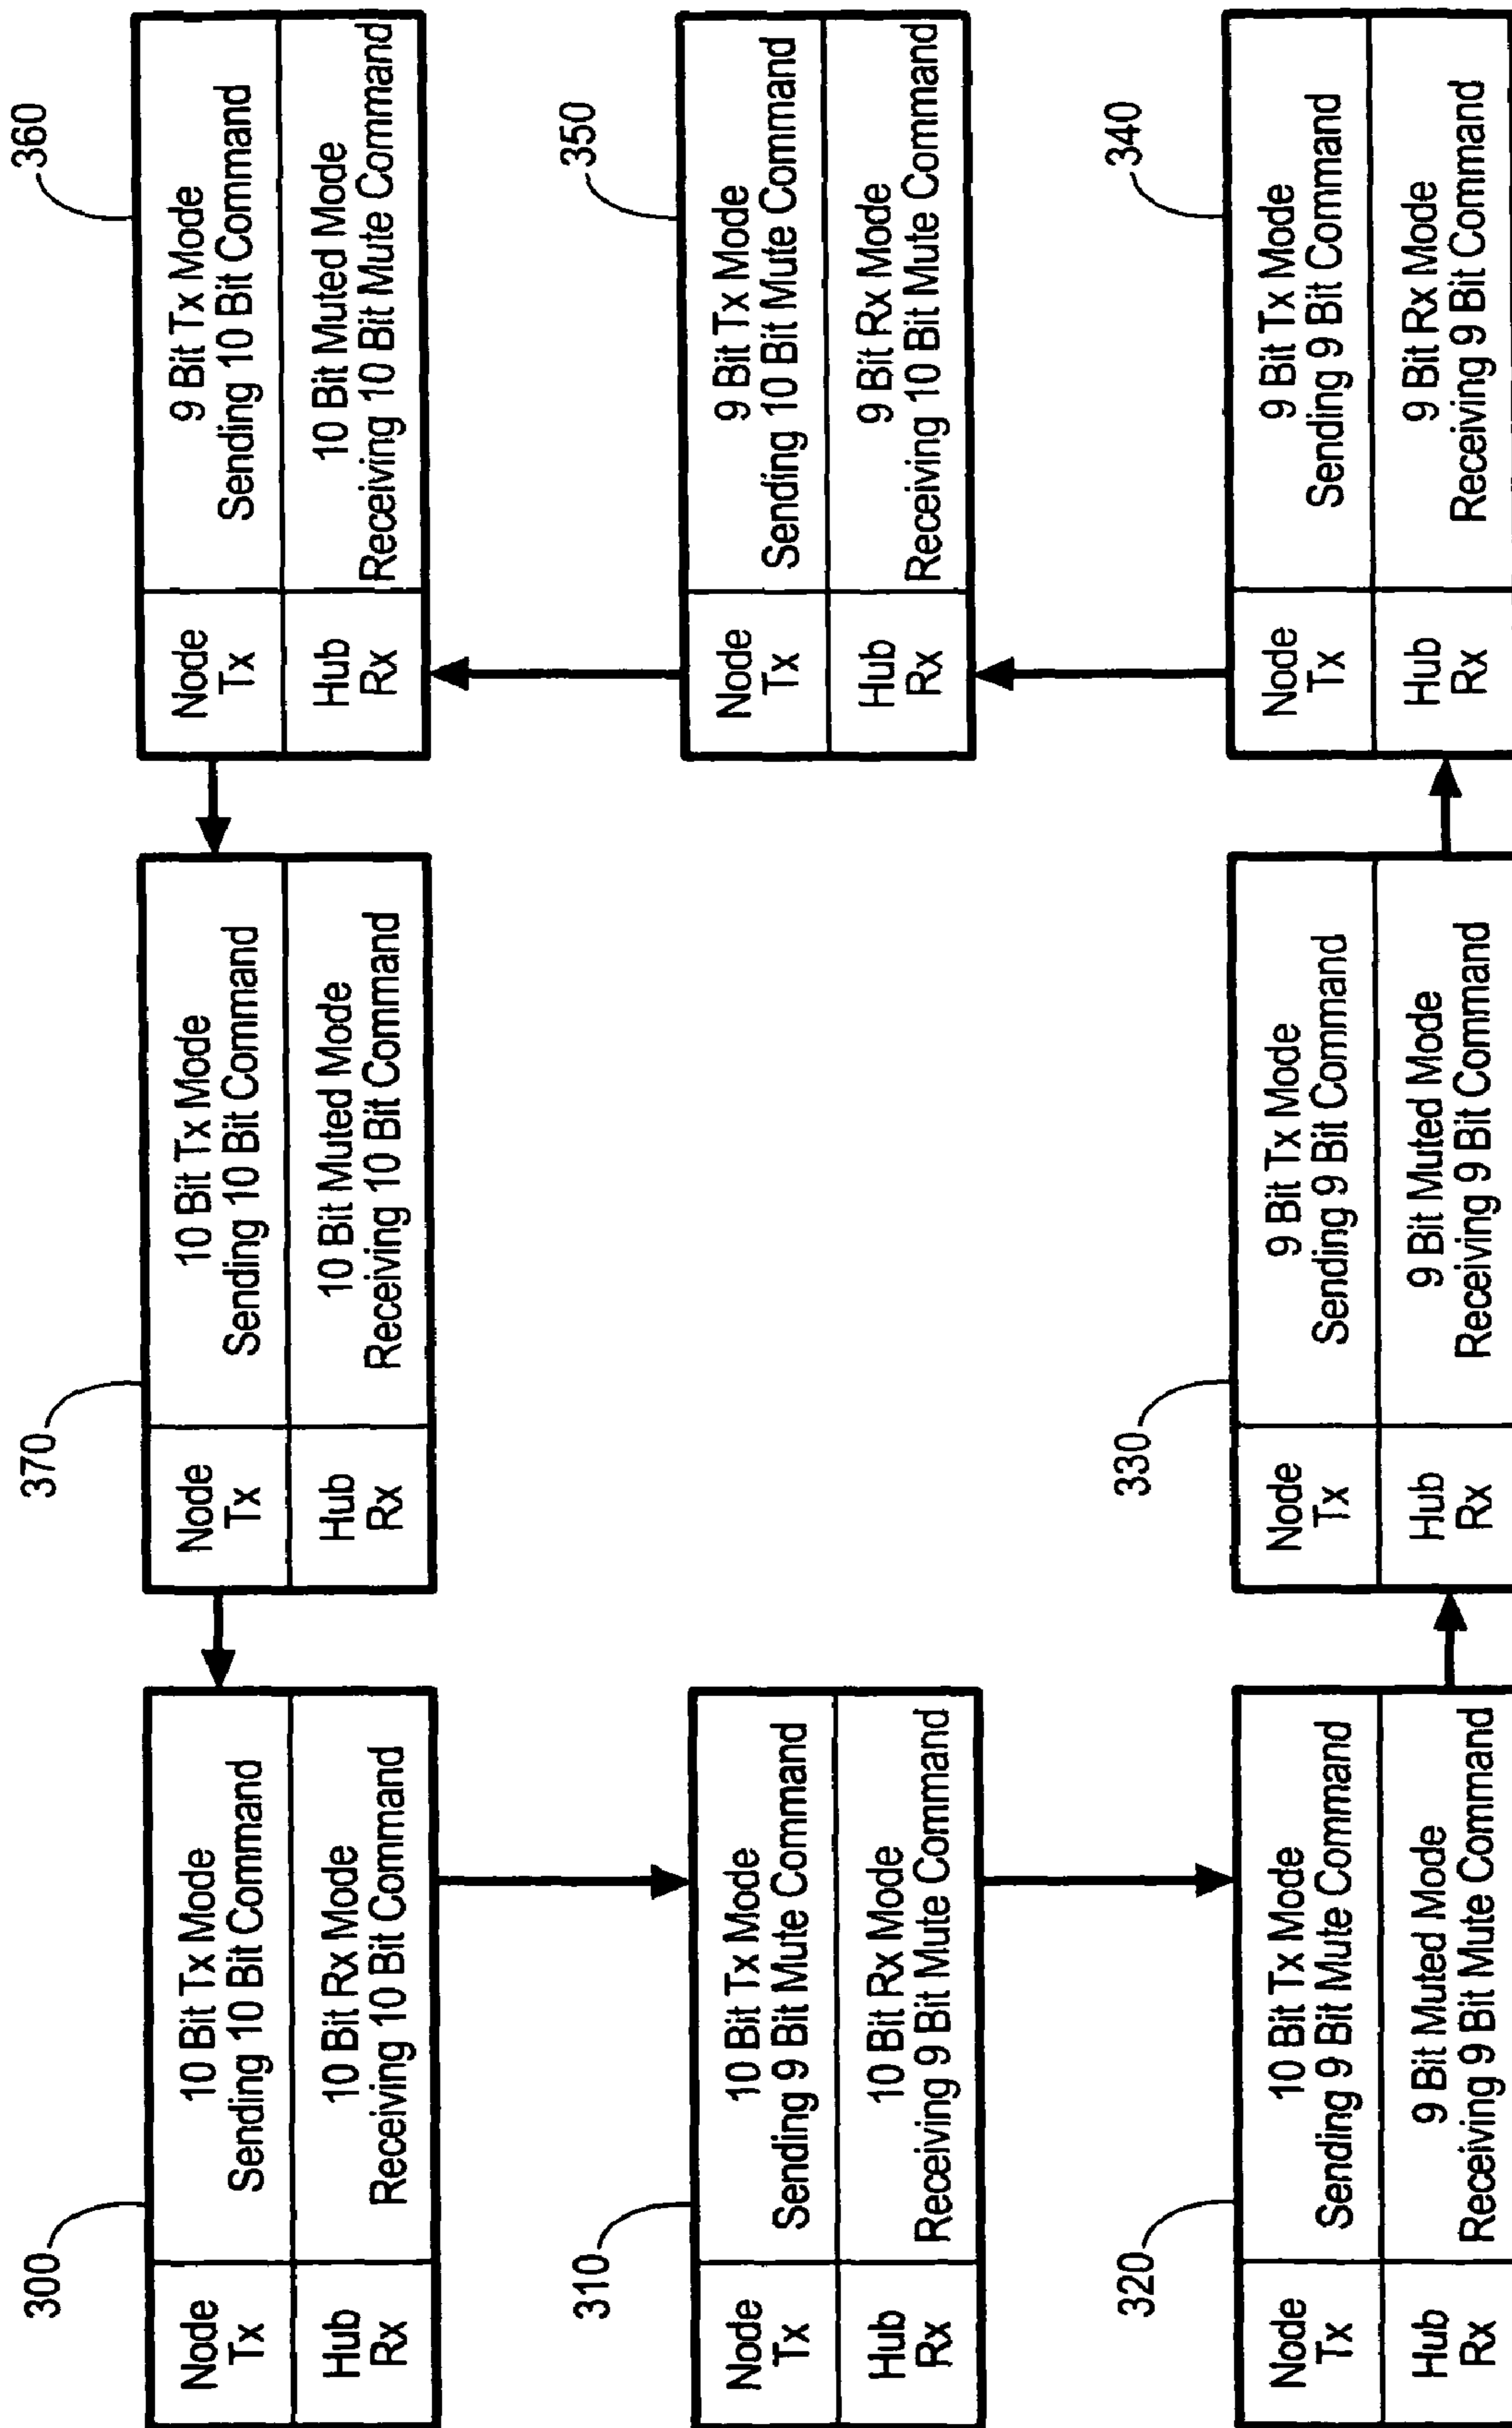 300
Node
Tx
10 Bit Tx Mode
Sending 10 Bit Command
Hub
Rx
10 Bit Rx Mode
Receiving 10 Bit Command
370
Node
Tx
10 Bit Tx Mode
Sending 10 Bit Command
Hub
Rx
10 Bit Muted Mode
Receiving 10 Bit Command
360
Node
Tx
9 Bit Tx Mode
Sending 10 Bit Command
Hub
Rx
10 Bit Muted Mode
Receiving 10 Bit Mute Command
310
Node
Tx
10 Bit Tx Mode
Sending 9 Bit Mute Command
Hub
Rx
10 Bit Rx Mode
Receiving 9 Bit Mute Command
350
Node
Tx
9 Bit Tx Mode
Sending 10 Bit Mute Command
Hub
Rx
9 Bit Rx Mode
Receiving 10 Bit Mute Command
320
Node
Tx
10 Bit Tx Mode
Sending 9 Bit Mute Command
Hub
Rx
9 Bit Muted Mode
Receiving 9 Bit Mute Command
330
Node
Tx
9 Bit Tx Mode
Sending 9 Bit Command
Hub
Rx
9 Bit Muted Mode
Receiving 9 Bit Command
340
Node
Tx
9 Bit Tx Mode
Sending 9 Bit Command
Hub
Rx
9 Bit Rx Mode
Receiving 9 Bit Command